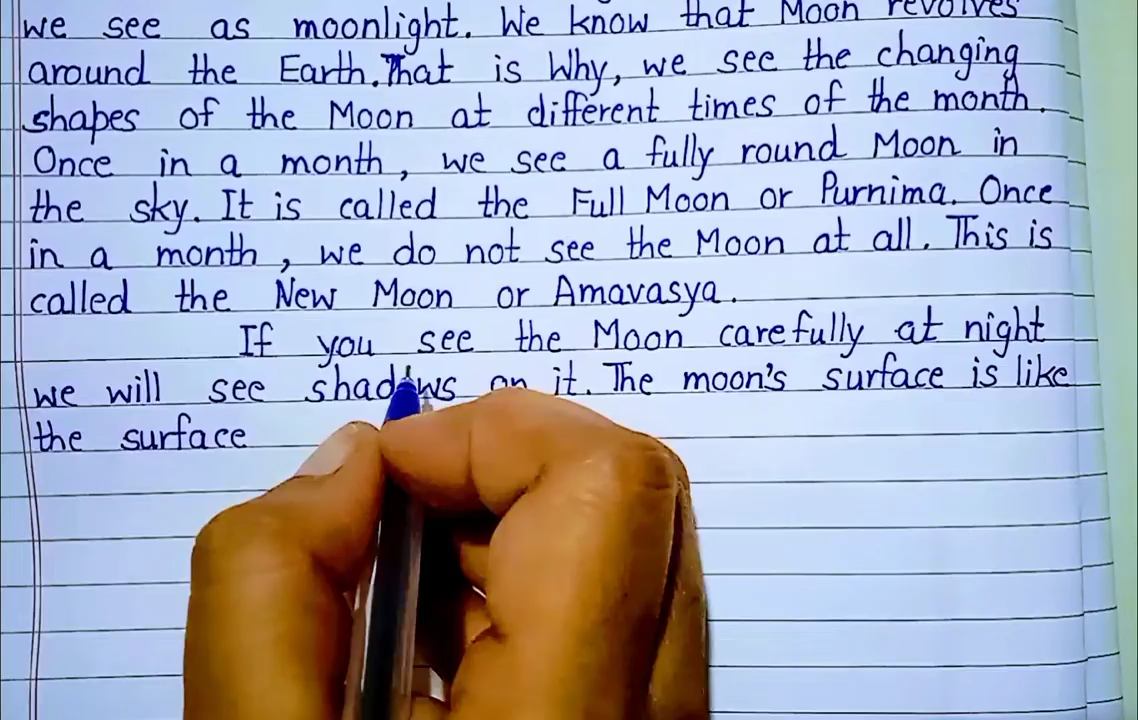 we see as moonlight. We know that Moon revolves
around the Earth. That is Why, we see the changing
shapes of the Moon at different times of the month.
Once in a month, we see a fully round Moon in
the sky. It is called the Full Moon or Purnima. Once
in a month, we do not see the Moon at all. This is
called the New Moon or Amavasya.
If you see the Moon carefully at night
we will see shadows on it. The moon's surface is like
the surface